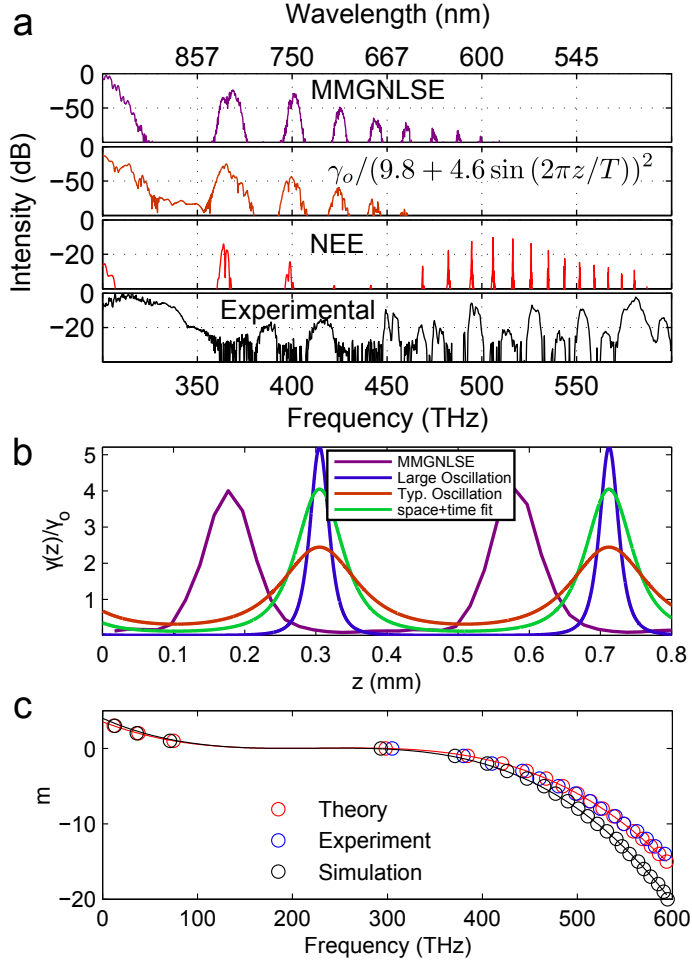 a
Wavelength (nm)
857 750 667 600 545
Intensity (dB)
0
−50
MMGNLSE
0
−50
γ₀/(9.8 + 4.6 sin (2πz/T))²
0
−20
NEE
0
−20
Experimental
350 400 450 500 550
Frequency (THz)
b
γ(z)/γ₀
5
4
3
2
1
MMGNLSE
Large Oscillation
Typ. Oscillation
space+time fit
0 0.1 0.2 0.3 0.4 0.5 0.6 0.7 0.8
z (mm)
c
m
0
−10
−20
Theory
Experiment
Simulation
0 100 200 300 400 500 600
Frequency (THz)